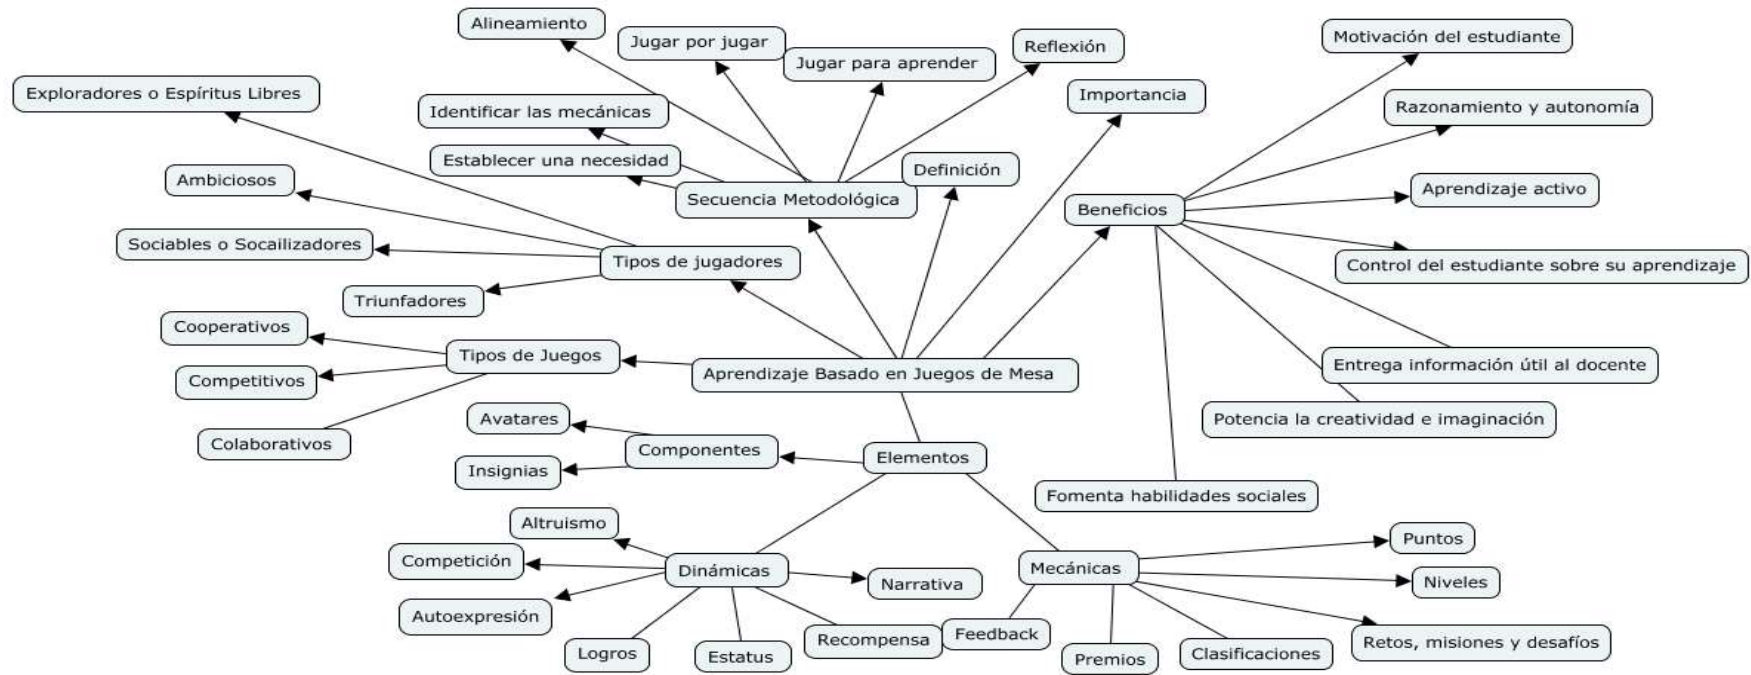 Alineamiento
Jugar por jugar
Jugar para aprender
Reflexión
Motivación del estudiante
Exploradores o Espíritus Libres
Identificar las mecánicas
Importancia
Razonamiento y autonomía
Establecer una necesidad
Definición
Ambiciosos
Secuencia Metodológica
Beneficios
Aprendizaje activo
Sociables o Socailizadores
Tipos de jugadores
Control del estudiante sobre su aprendizaje
Triunfadores
Cooperativos
Tipos de Juegos
Aprendizaje Basado en Juegos de Mesa
Entrega información útil al docente
Competitivos
Potencia la creatividad e imaginación
Colaborativos
Avatares
Componentes
Elementos
Insignias
Fomenta habilidades sociales
Altruismo
Competición
Dinámicas
Narrativa
Mecánicas
Puntos
Niveles
Autoexpresión
Logros
Estatus
Recompensa
Feedback
Premios
Clasificaciones
Retos, misiones y desafíos